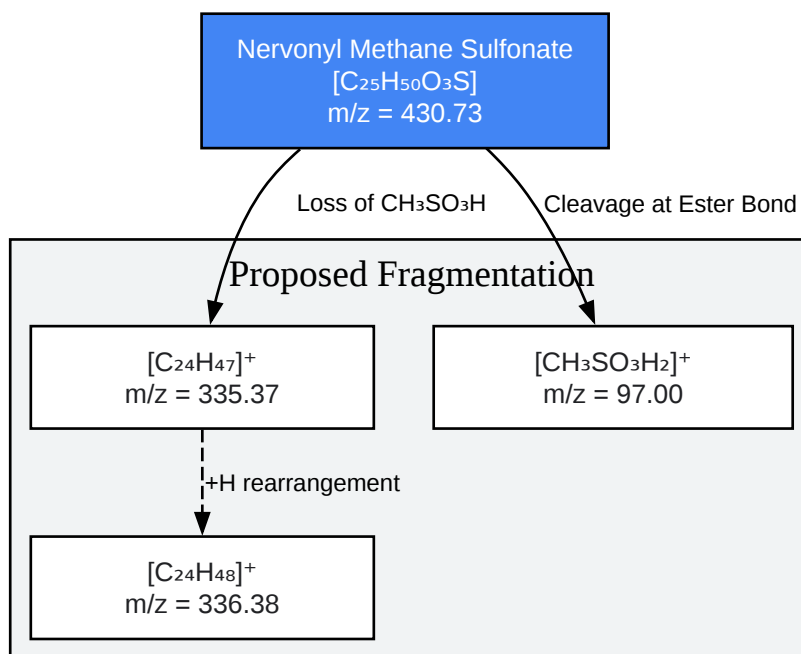 Nervonyl Methane Sulfonate
[C₂₅H₅₀O₃S]
m/z = 430.73
Loss of CH₃SO₃H
Cleavage at Ester Bond
Proposed Fragmentation
[C₂₄H₄₇]⁺
m/z = 335.37
[CH₃SO₃H₂]⁺
m/z = 97.00
+H rearrangement
[C₂₄H₄₈]⁺
m/z = 336.38